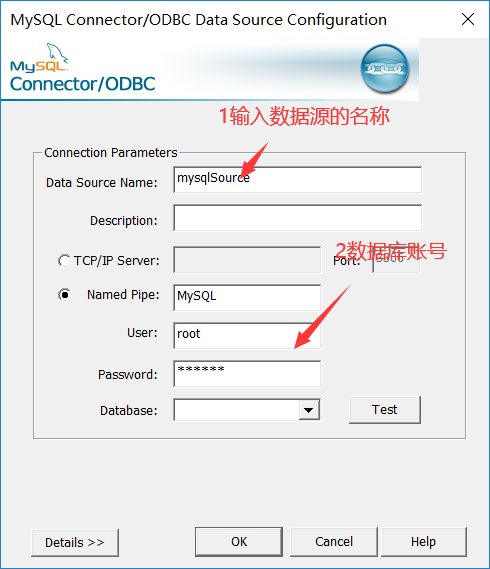 MySQL Connector/ODBC Data Source Configuration
MySQL
Connector/ODBC
1输入数据源的名称
Connection Parameters
Data Source Name: mysqlSource
Description:
2数据库账号
TCP/IP Server: Port: 3306
Named Pipe: MySQL
User: root
Password: ******
Database: Test
Details >> OK Cancel Help